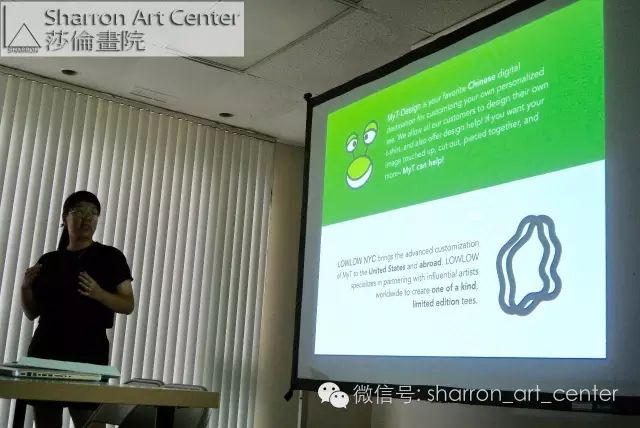 Sharron Art Center
莎倫畫院
SHARRON
MyT-Design is your favorite Chinese digital
destination for customizing your own personalized
tee. We allow all our customers to design their own
t-shirt, and also offer design help! If you want your
image touched up, cut out, pieced together, and
more– MyT can help!
LOWLOW NYC brings the advanced customization
of MyT to the United States and abroad. LOWLOW
specializes in partnering with influential artists
worldwide to create one of a kind,
limited edition tees.
微信号: sharron_art_center